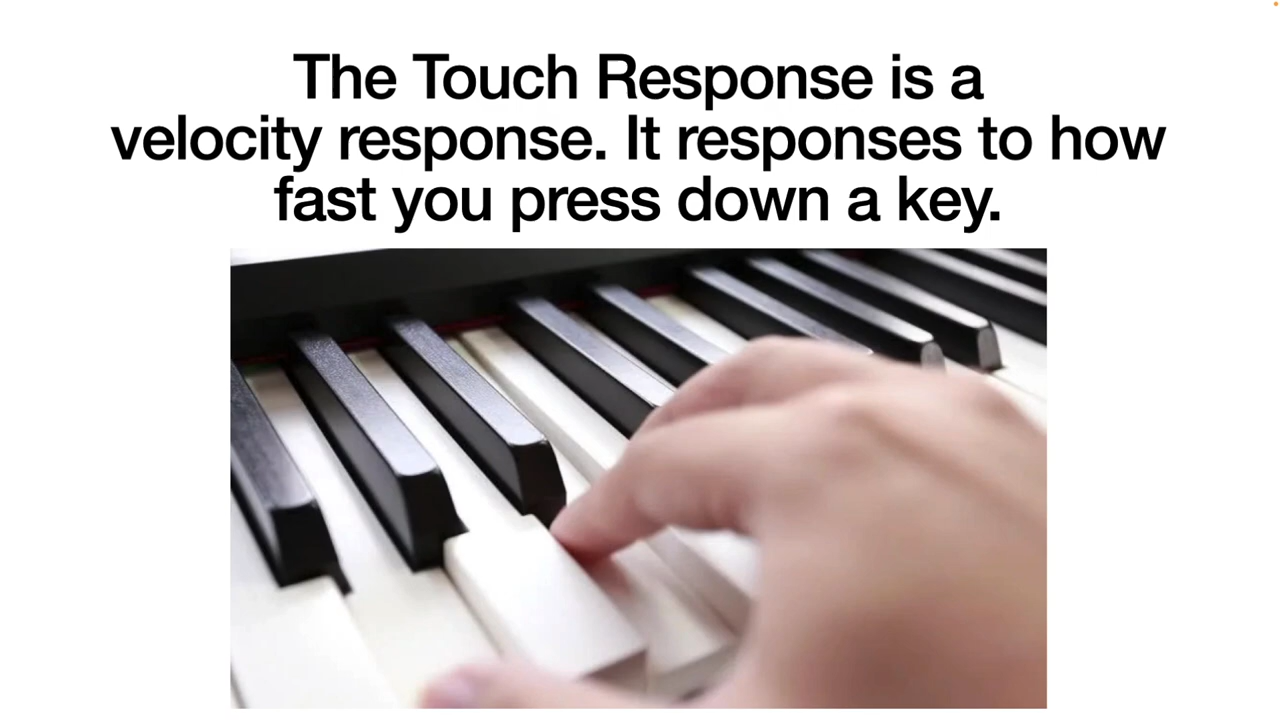 The Touch Response is a
velocity response. It responses to how
fast you press down a key.